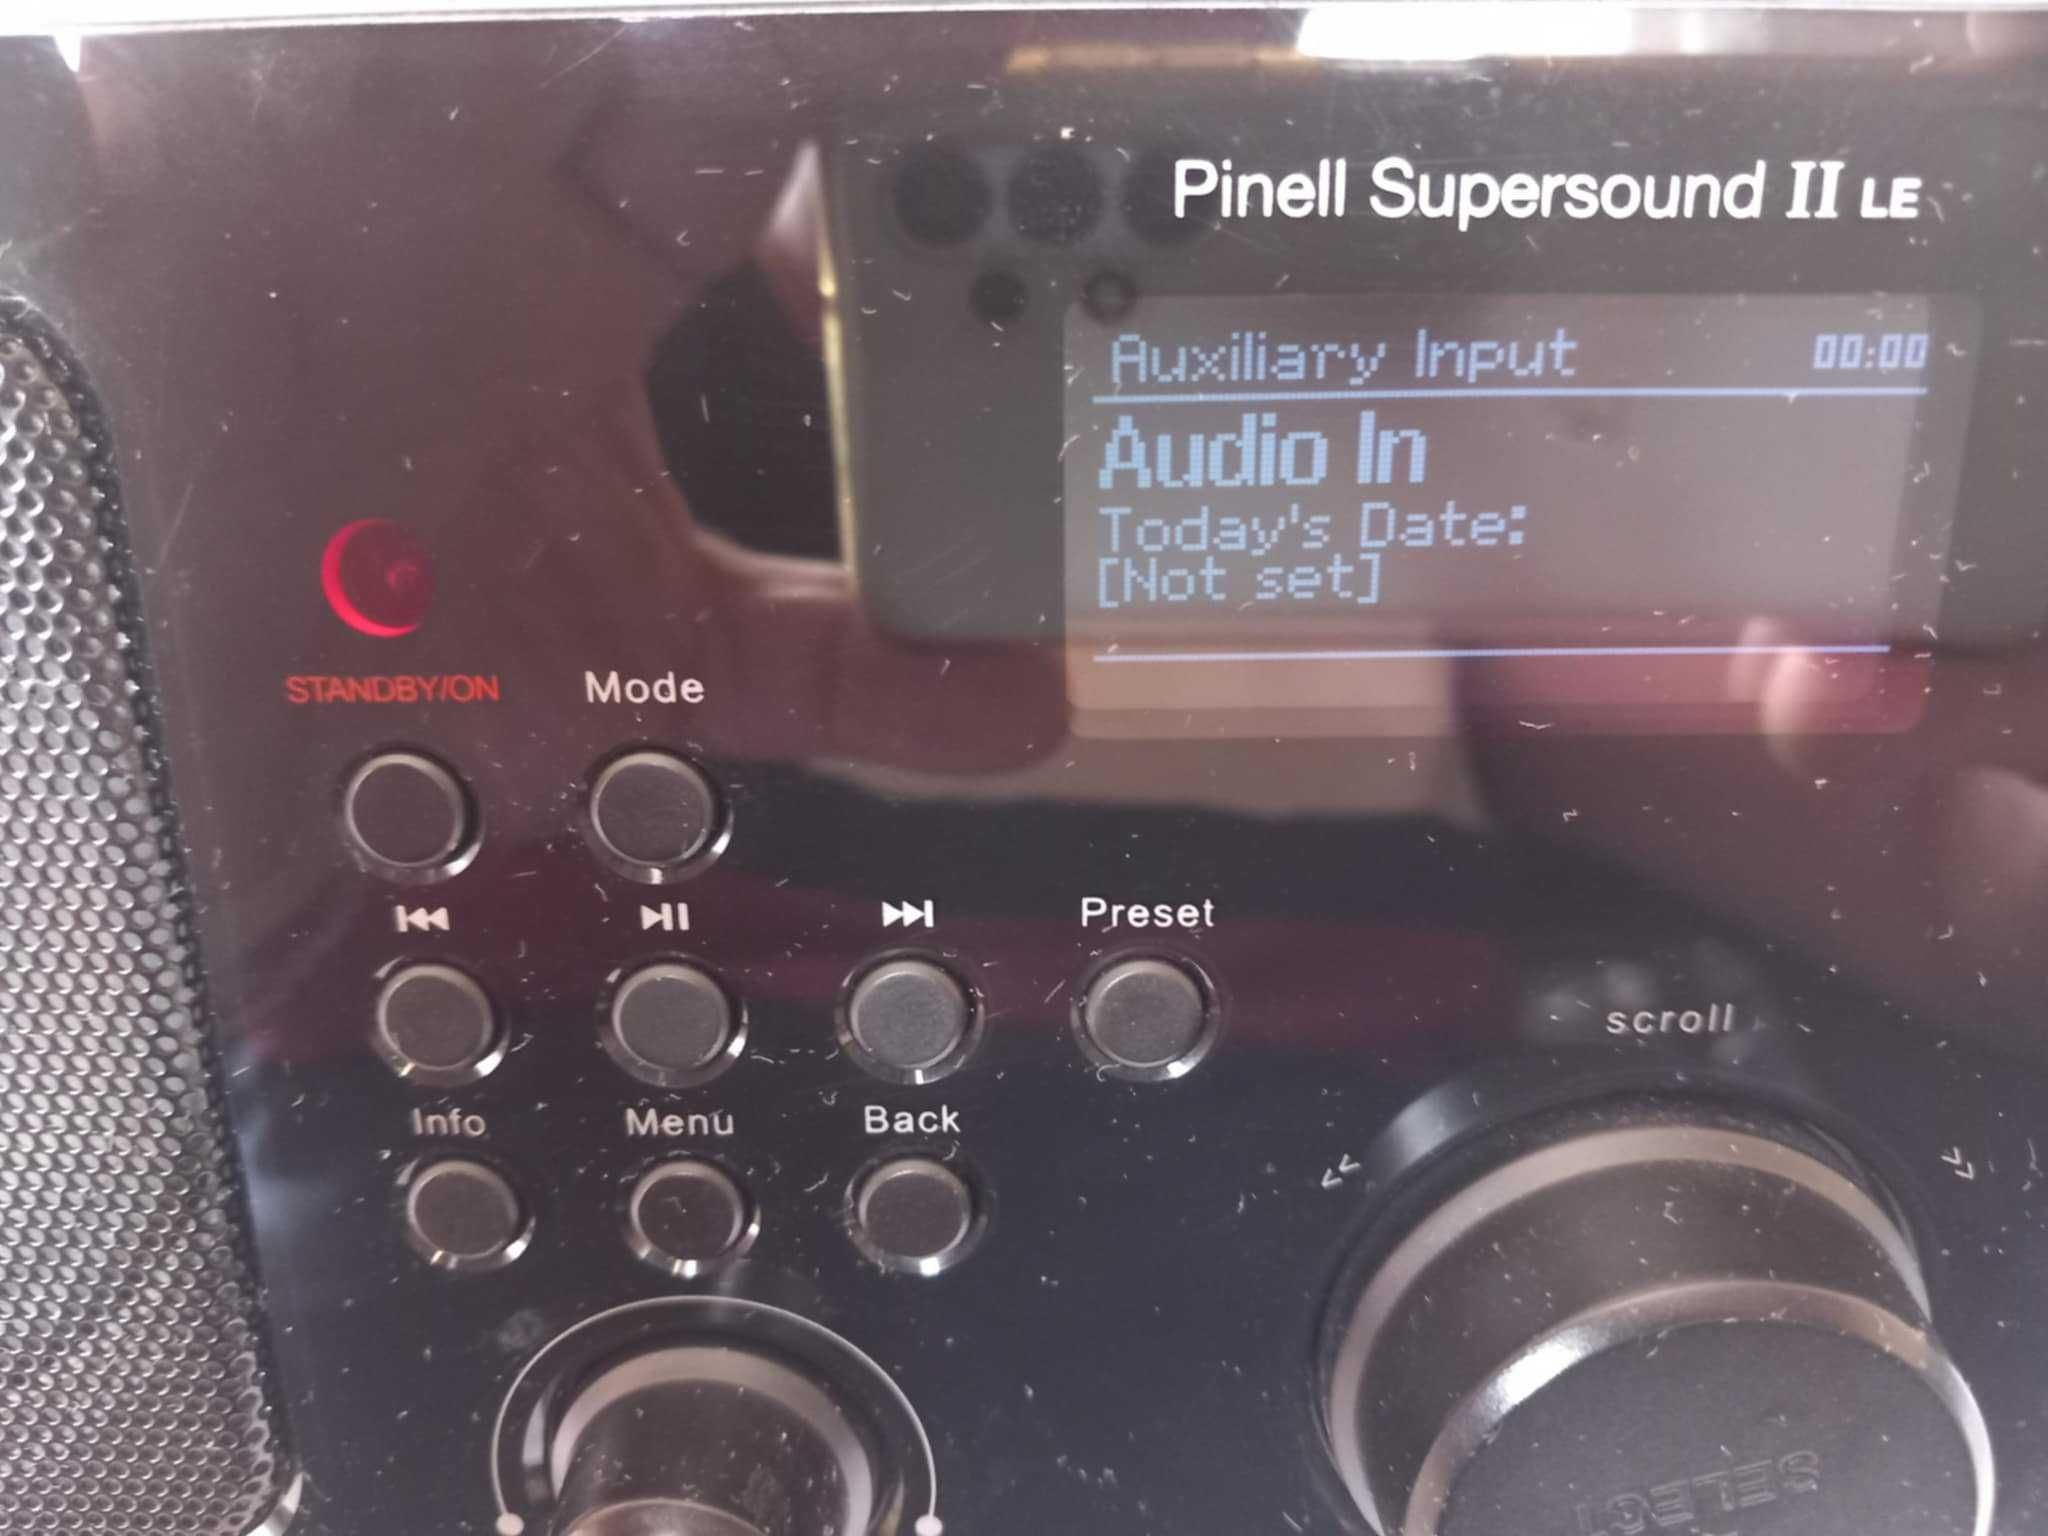 Pinell Supersound II LE
Auxiliary Input 00:00
Audio In
Today's Date:
[Not set]
STANDBY/ON Mode
Preset
scroll
Info Menu Back
SELECT